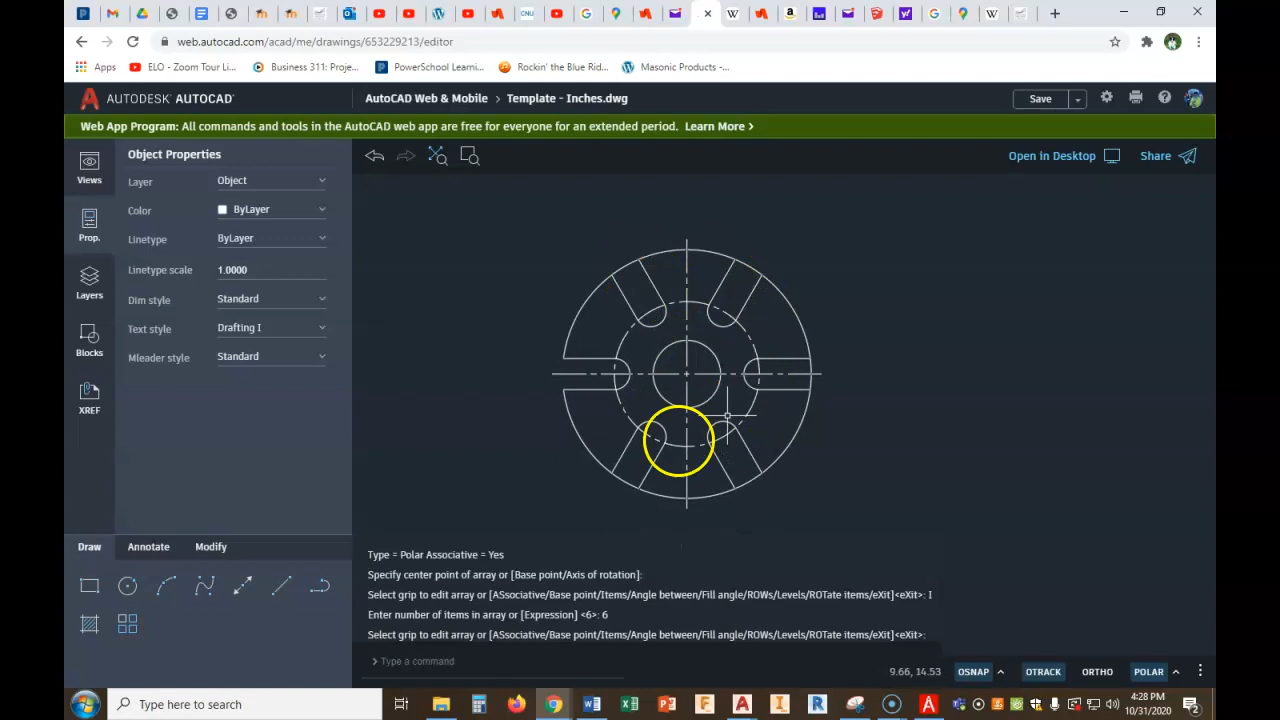 CNU
web.autocad.com/acad/me/drawings/653229213/editor
Apps ELO - Zoom Tour Li... Business 311: Proje... PowerSchool Learni... Rockin' the Blue Rid... Masonic Products -...
AUTODESK® AUTOCAD® AutoCAD Web & Mobile > Template - Inches.dwg Save
Web App Program: All commands and tools in the AutoCAD web app are free for everyone for an extended period. Learn More >
Views
Prop.
Layers
Blocks
XREF
Object Properties
Layer Object
Color ByLayer
Linetype ByLayer
Linetype scale 1.0000
Dim style Standard
Text style Drafting I
Mleader style Standard
Open in Desktop Share
Draw Annotate Modify
Type = Polar Associative = Yes
Specify center point of array or [Base point/Axis of rotation]:
Select grip to edit array or [ASsociative/Base point/Items/Angle between/Fill angle/ROWs/Levels/ROTate items/eXit]<eXit>: I
Enter number of items in array or [Expression] <6>: 6
Select grip to edit array or [ASsociative/Base point/Items/Angle between/Fill angle/ROWs/Levels/ROTate items/eXit]<eXit>:
Type a command
9.66, 14.53 OSNAP OTRACK ORTHO POLAR
Type here to search
4:28 PM
10/31/2020